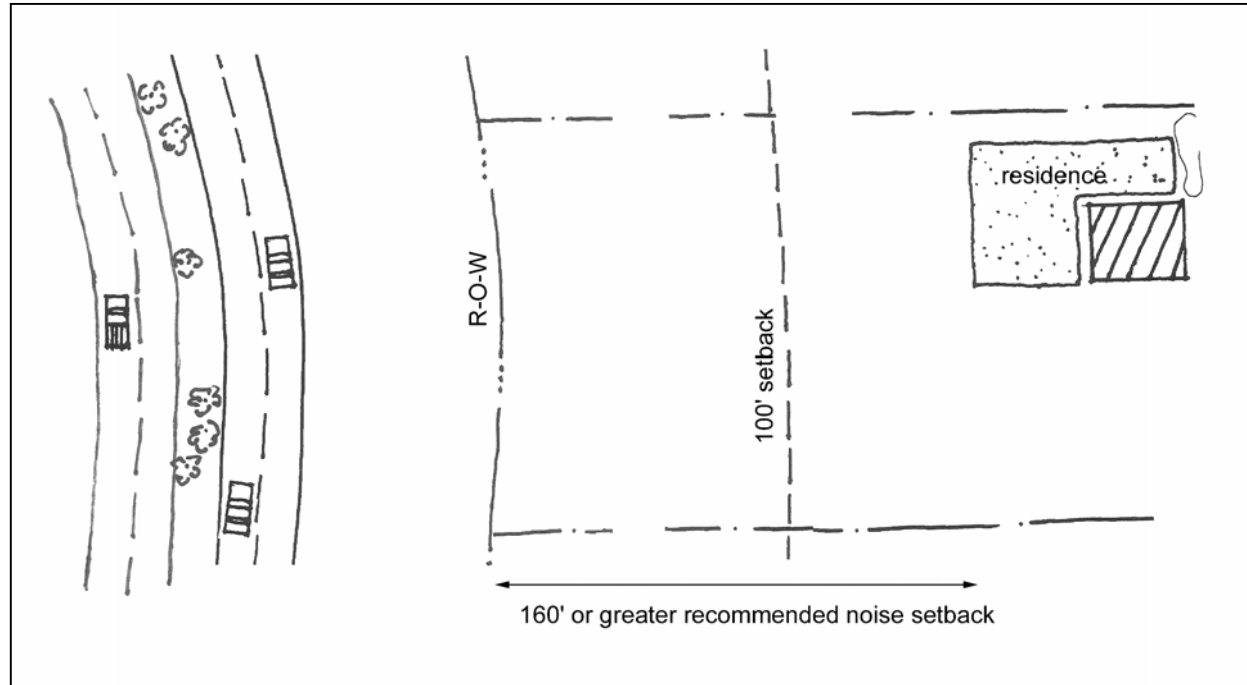 residence
R-O-W
100' setback
160' or greater recommended noise setback